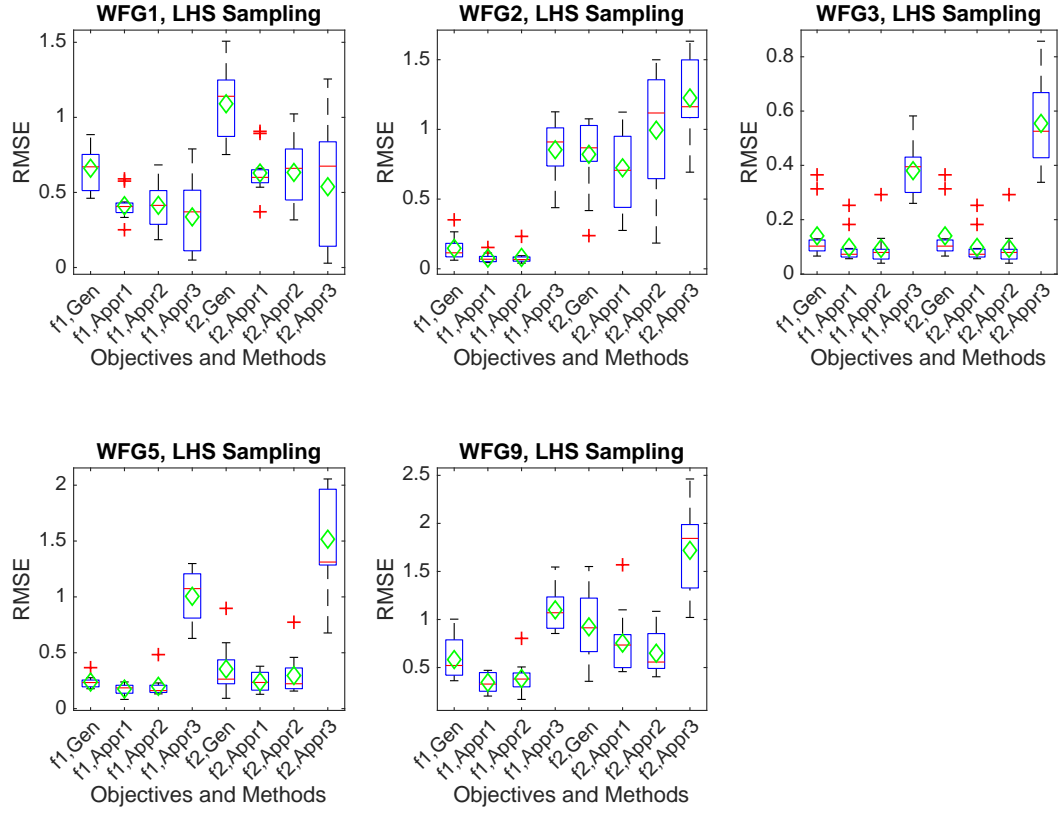 WFG1, LHS Sampling
RMSE
1.5
1
0.5
0
f1,Gen
f1,Appr1
f1,Appr2
f1,Appr3
f2,Gen
f2,Appr1
f2,Appr2
f2,Appr3
Objectives and Methods
WFG2, LHS Sampling
RMSE
1.5
1
0.5
0
f1,Gen
f1,Appr1
f1,Appr2
f1,Appr3
f2,Gen
f2,Appr1
f2,Appr2
f2,Appr3
Objectives and Methods
WFG3, LHS Sampling
RMSE
0.8
0.6
0.4
0.2
0
f1,Gen
f1,Appr1
f1,Appr2
f1,Appr3
f2,Gen
f2,Appr1
f2,Appr2
f2,Appr3
Objectives and Methods
WFG5, LHS Sampling
RMSE
2
1.5
1
0.5
0
f1,Gen
f1,Appr1
f1,Appr2
f1,Appr3
f2,Gen
f2,Appr1
f2,Appr2
f2,Appr3
Objectives and Methods
WFG9, LHS Sampling
RMSE
2.5
2
1.5
1
0.5
f1,Gen
f1,Appr1
f1,Appr2
f1,Appr3
f2,Gen
f2,Appr1
f2,Appr2
f2,Appr3
Objectives and Methods